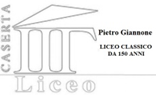 CASERTA
Pietro Giannone
LICEO CLASSICO
DA 150 ANNI
Liceo